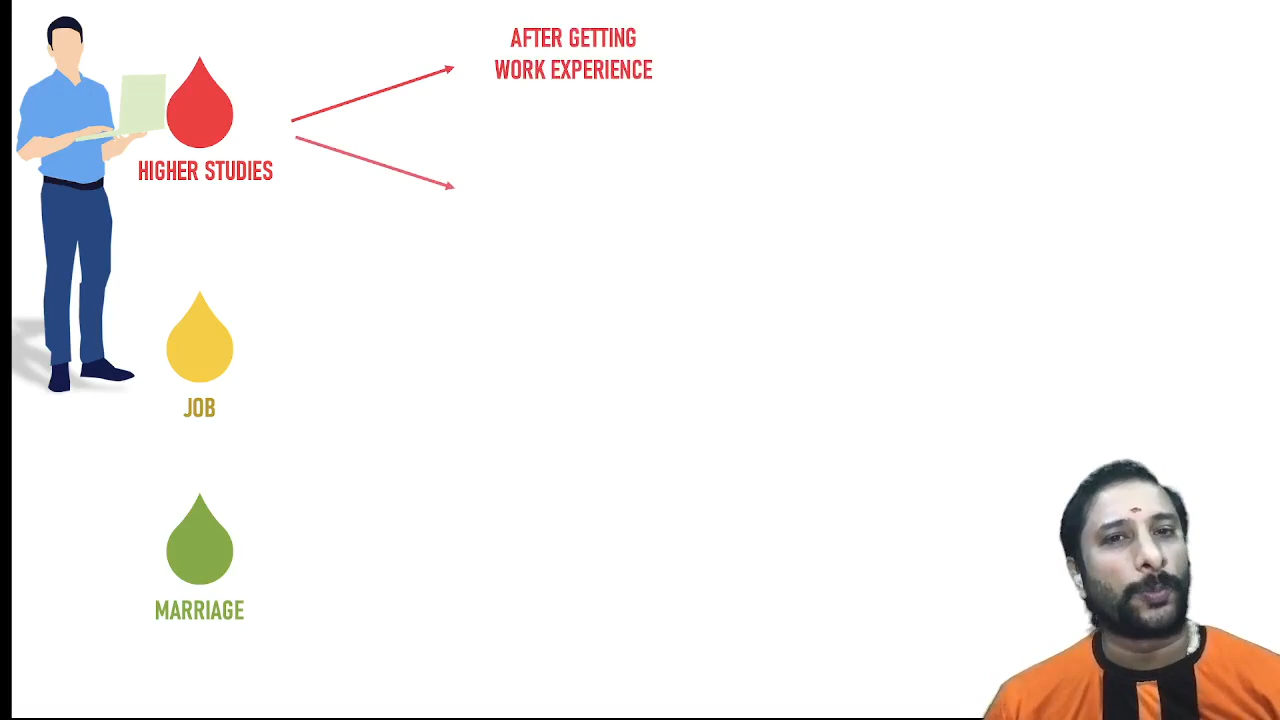 AFTER GETTING
WORK EXPERIENCE
HIGHER STUDIES
JOB
MARRIAGE